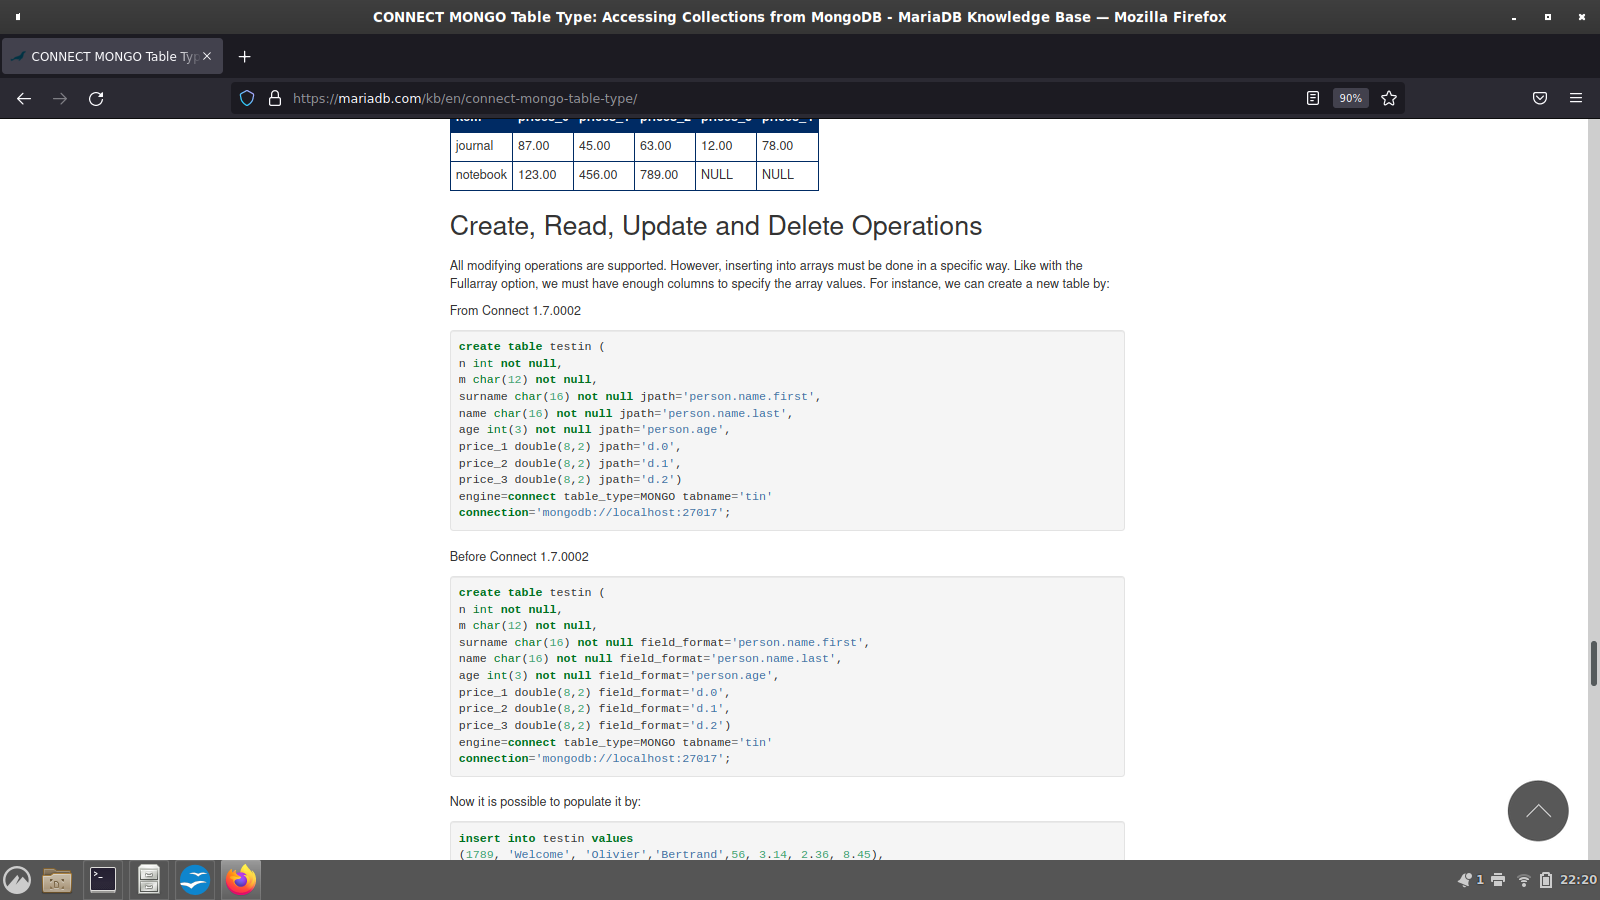 CONNECT MONGO Table Type: Accessing Collections from MongoDB - MariaDB Knowledge Base — Mozilla Firefox
CONNECT MONGO Table Typ
https://mariadb.com/kb/en/connect-mongo-table-type/
90%
item prices_0 prices_1 prices_2 prices_3 prices_4
journal 87.00 45.00 63.00 12.00 78.00
notebook 123.00 456.00 789.00 NULL NULL
Create, Read, Update and Delete Operations
All modifying operations are supported. However, inserting into arrays must be done in a specific way. Like with the
Fullarray option, we must have enough columns to specify the array values. For instance, we can create a new table by:
From Connect 1.7.0002
create table testin (
n int not null,
m char(12) not null,
surname char(16) not null jpath='person.name.first',
name char(16) not null jpath='person.name.last',
age int(3) not null jpath='person.age',
price_1 double(8,2) jpath='d.0',
price_2 double(8,2) jpath='d.1',
price_3 double(8,2) jpath='d.2')
engine=connect table_type=MONGO tabname='tin'
connection='mongodb://localhost:27017';
Before Connect 1.7.0002
create table testin (
n int not null,
m char(12) not null,
surname char(16) not null field_format='person.name.first',
name char(16) not null field_format='person.name.last',
age int(3) not null field_format='person.age',
price_1 double(8,2) field_format='d.0',
price_2 double(8,2) field_format='d.1',
price_3 double(8,2) field_format='d.2')
engine=connect table_type=MONGO tabname='tin'
connection='mongodb://localhost:27017';
Now it is possible to populate it by:
insert into testin values
(1789, 'Welcome', 'Olivier','Bertrand',56, 3.14, 2.36, 8.45),
1
22:20